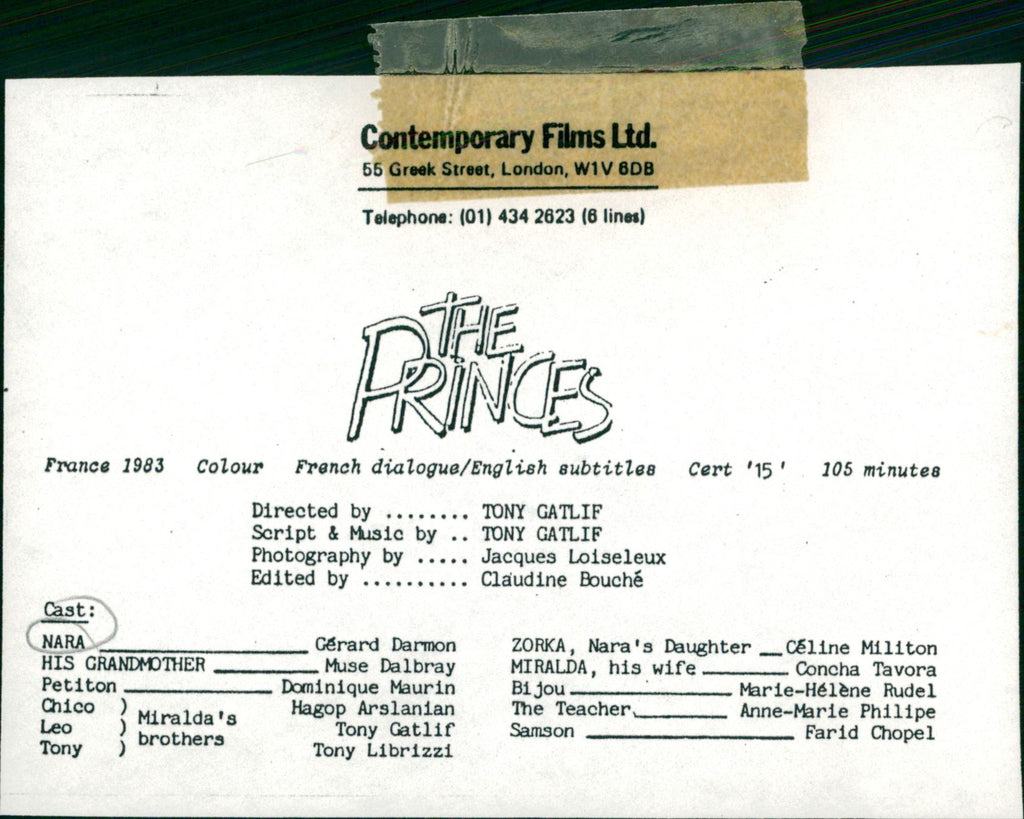 Contemporary Films Ltd.
55 Greek Street, London, W1V 6DB
Telephone: (01) 434 2623 (6 lines)
THE
PRINCES
France 1983 Colour French dialogue/English subtitles Cert '15' 105 minutes
Directed by ........ TONY GATLIF
Script & Music by .. TONY GATLIF
Photography by ..... Jacques Loiseleux
Edited by .......... Claudine Bouché
Cast:
NARA Gérard Darmon
HIS GRANDMOTHER Muse Dalbray
Petiton Dominique Maurin
Chico ) Hagop Arslanian
Leo ) Miralda's brothers Tony Gatlif
Tony ) Tony Librizzi
ZORKA, Nara's Daughter Céline Militon
MIRALDA, his wife Concha Tavora
Bijou Marie-Hélène Rudel
The Teacher Anne-Marie Philipe
Samson Farid Chopel